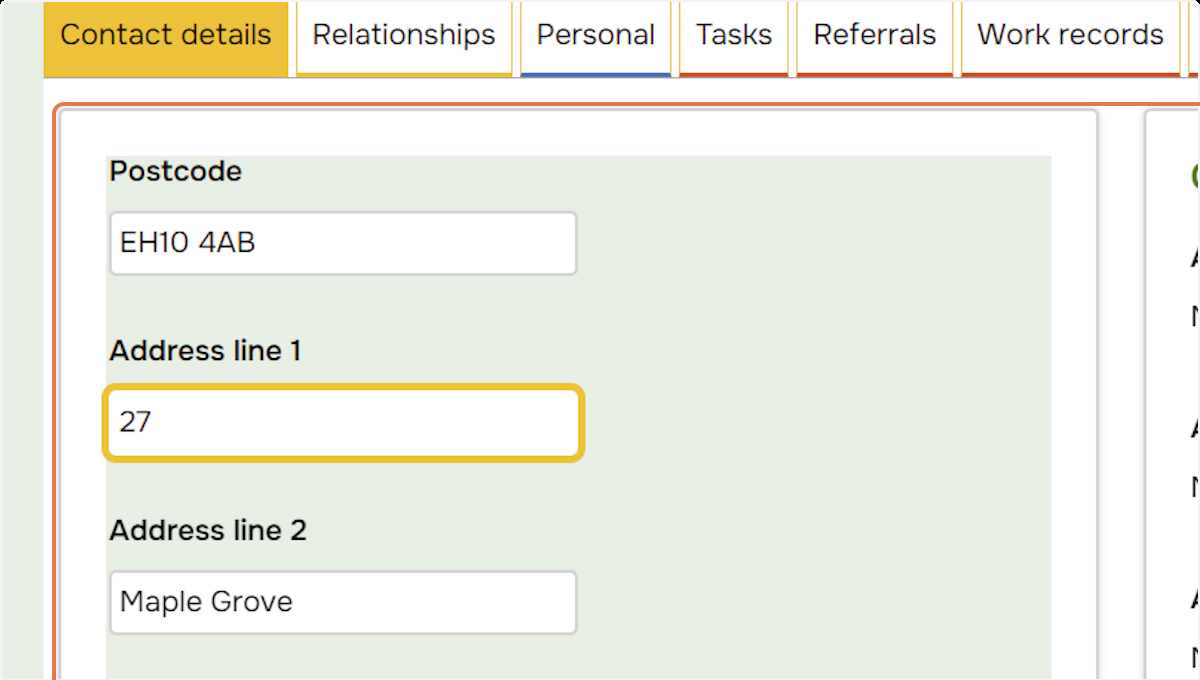 Contact details Relationships Personal Tasks Referrals Work records
Postcode
EH10 4AB
Address line 1
27
Address line 2
Maple Grove